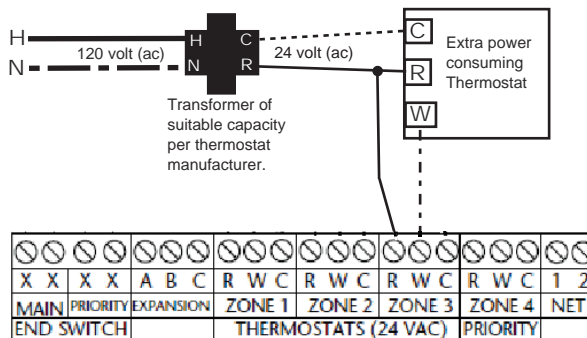 H
N
120 volt (ac)
H C
N R
24 volt (ac)
C
R
W
Extra power
consuming
Thermostat
Transformer of
suitable capacity
per thermostat
manufacturer.
X X X X A B C R W C R W C R W C R W C 1 2
MAIN PRIORITY EXPANSION ZONE 1 ZONE 2 ZONE 3 ZONE 4 NET
END SWITCH THERMOSTATS (24 VAC) PRIORITY